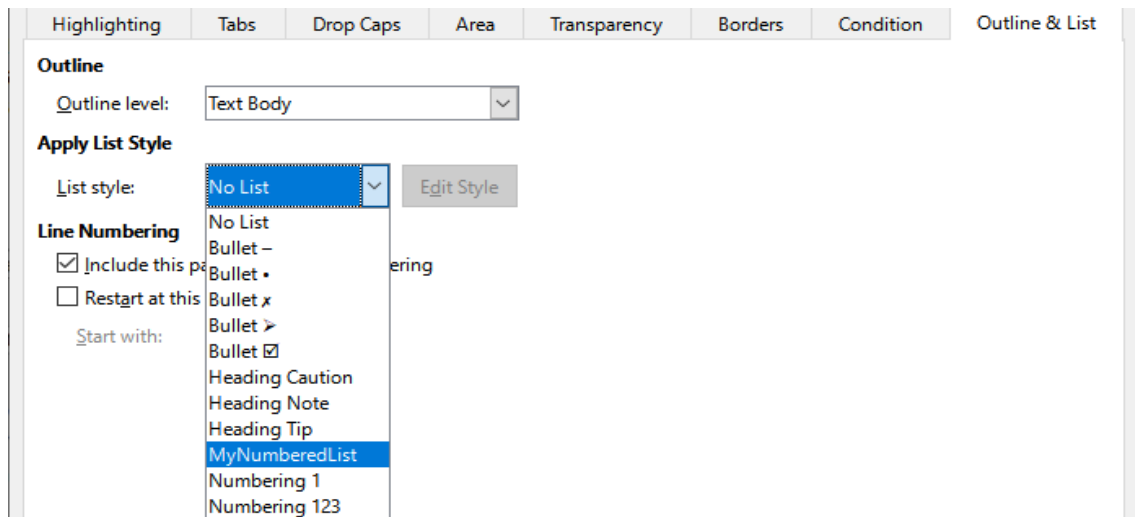 Highlighting Tabs Drop Caps Area Transparency Borders Condition Outline & List
Outline
Outline level: Text Body
Apply List Style
List style: No List Edit Style
No List
Line Numbering
Bullet –
Include this pa ering
Bullet •
Restart at this
Bullet ✗
Bullet ➢
Start with:
Bullet ☑
Heading Caution
Heading Note
Heading Tip
MyNumberedList
Numbering 1
Numbering 123